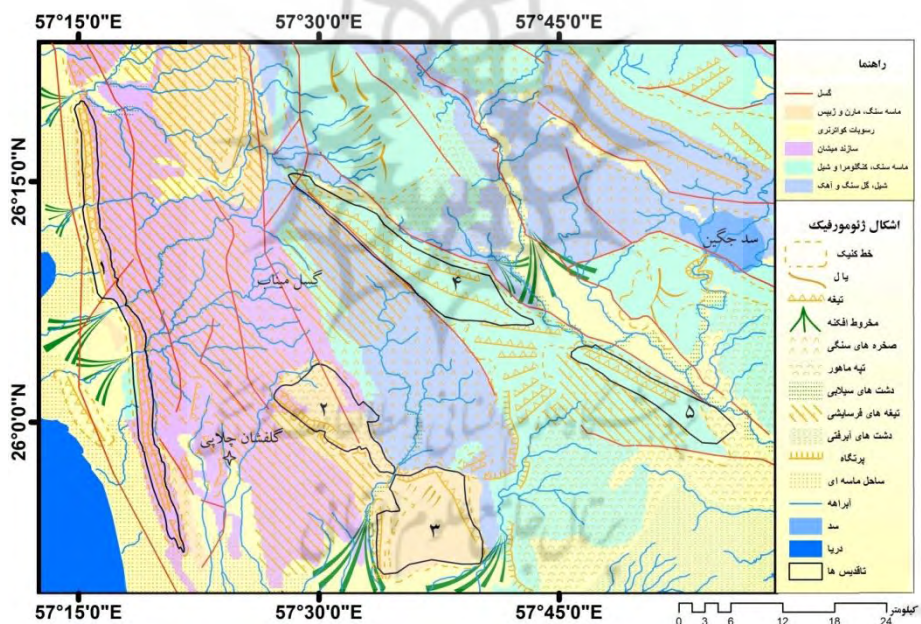 57°15'0"E
57°30'0"E
57°45'0"E
26°15'0"N
26°0'0"N
۱
۲
۳
۴
۵
گسل میناب
گلفشان جلابی
سد جگین
راهنما
گسل
ماسه سنگ، مارن و ژیپس
رسوبات کواترنری
سازند میشان
ماسه سنگ، کنگلومرا و شیل
شیل، گل سنگ و آهک
اشکال ژئومورفیک
خط کنیک
یا ل
تیغه
مخروط افکنه
صخره های سنگی
تپه ماهور
دشت های سیلابی
تیغه های فرسایشی
دشت های آبرفتی
پرتگاه
ساحل ماسه ای
آبراهه
سد
دریا
تاقدیس ها
57°15'0"E
57°30'0"E
57°45'0"E
کیلومتر
0 3 6 12 18 24